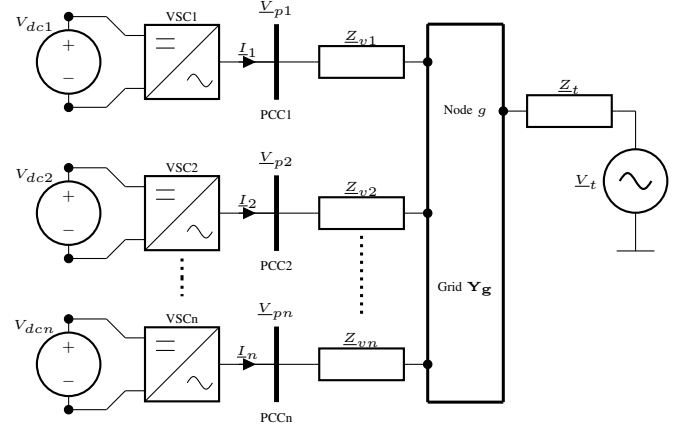 V_dc1
+
−
VSC1
I_1
V_p1
PCC1
Z_v1
Node g
Z_t
V_t
V_dc2
+
−
VSC2
I_2
V_p2
PCC2
Z_v2
Grid Y_g
V_dcn
+
−
VSCn
I_n
V_pn
PCCn
Z_vn